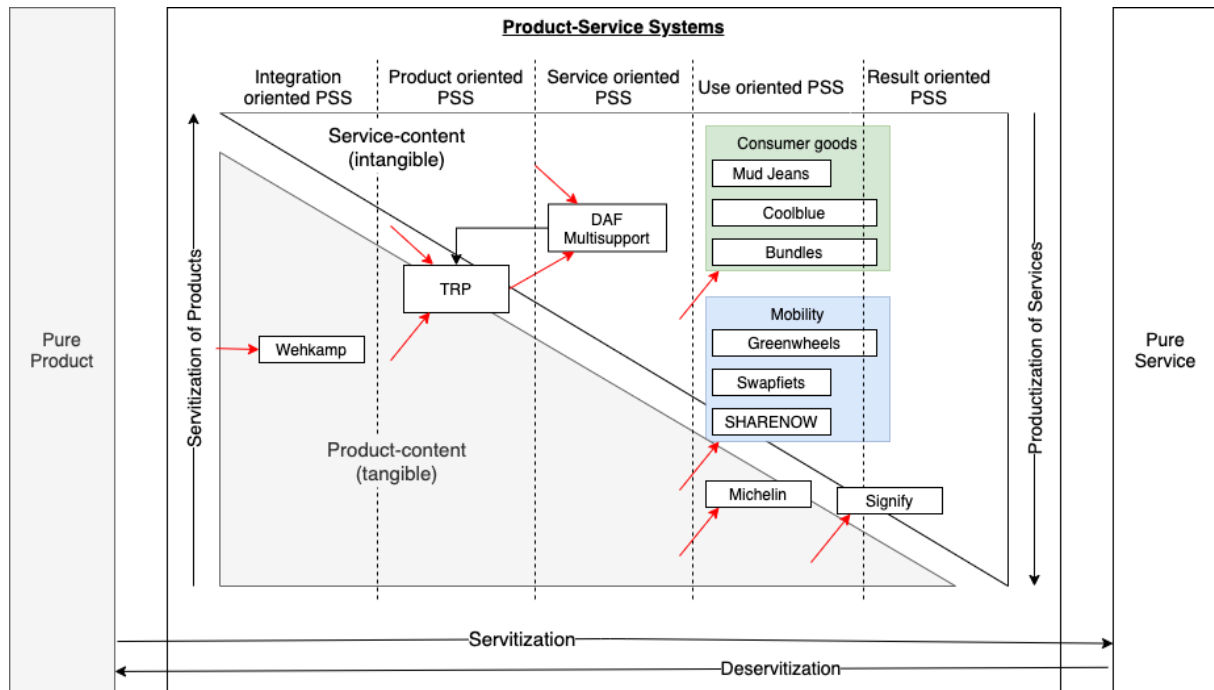 Product-Service Systems
Integration
oriented PSS
Product oriented
PSS
Service oriented
PSS
Use oriented PSS
Result oriented
PSS
Service-content
(intangible)
Consumer goods
Mud Jeans
Coolblue
Bundles
DAF
Multisupport
TRP
Wehkamp
Mobility
Greenwheels
Swapfiets
SHARENOW
Product-content
(tangible)
Michelin
Signify
Pure
Product
Servitization of Products
Productization of Services
Pure
Service
Servitization
Deservitization